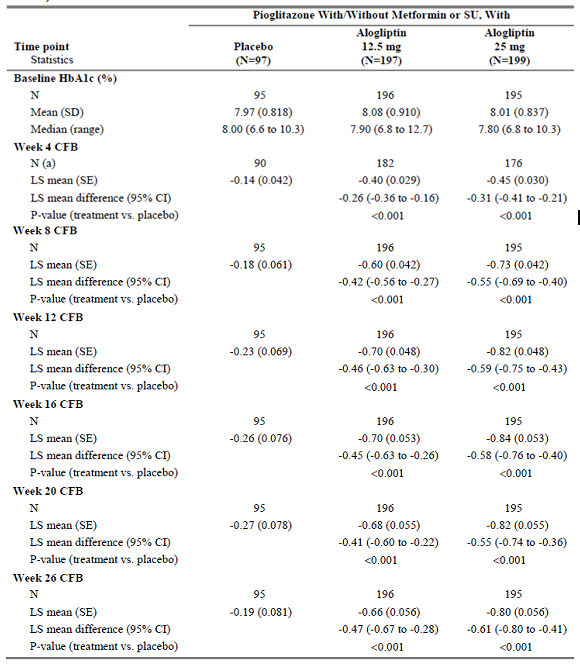 Pioglitazone With/Without Metformin or SU, With
Time point Placebo Alogliptin 12.5 mg Alogliptin 25 mg
Statistics (N=97) (N=197) (N=199)
Baseline HbA1c (%)
N 95 196 195
Mean (SD) 7.97 (0.818) 8.08 (0.910) 8.01 (0.837)
Median (range) 8.00 (6.6 to 10.3) 7.90 (6.8 to 12.7) 7.80 (6.8 to 10.3)
Week 4 CFB
N (a) 90 182 176
LS mean (SE) -0.14 (0.042) -0.40 (0.029) -0.45 (0.030)
LS mean difference (95% CI) -0.26 (-0.36 to -0.16) -0.31 (-0.41 to -0.21)
P-value (treatment vs. placebo) <0.001 <0.001
Week 8 CFB
N 95 196 195
LS mean (SE) -0.18 (0.061) -0.60 (0.042) -0.73 (0.042)
LS mean difference (95% CI) -0.42 (-0.56 to -0.27) -0.55 (-0.69 to -0.40)
P-value (treatment vs. placebo) <0.001 <0.001
Week 12 CFB
N 95 196 195
LS mean (SE) -0.23 (0.069) -0.70 (0.048) -0.82 (0.048)
LS mean difference (95% CI) -0.46 (-0.63 to -0.30) -0.59 (-0.75 to -0.43)
P-value (treatment vs. placebo) <0.001 <0.001
Week 16 CFB
N 95 196 195
LS mean (SE) -0.26 (0.076) -0.70 (0.053) -0.84 (0.053)
LS mean difference (95% CI) -0.45 (-0.63 to -0.26) -0.58 (-0.76 to -0.40)
P-value (treatment vs. placebo) <0.001 <0.001
Week 20 CFB
N 95 196 195
LS mean (SE) -0.27 (0.078) -0.68 (0.055) -0.82 (0.055)
LS mean difference (95% CI) -0.41 (-0.60 to -0.22) -0.55 (-0.74 to -0.36)
P-value (treatment vs. placebo) <0.001 <0.001
Week 26 CFB
N 95 196 195
LS mean (SE) -0.19 (0.081) -0.66 (0.056) -0.80 (0.056)
LS mean difference (95% CI) -0.47 (-0.67 to -0.28) -0.61 (-0.80 to -0.41)
P-value (treatment vs. placebo) <0.001 <0.001